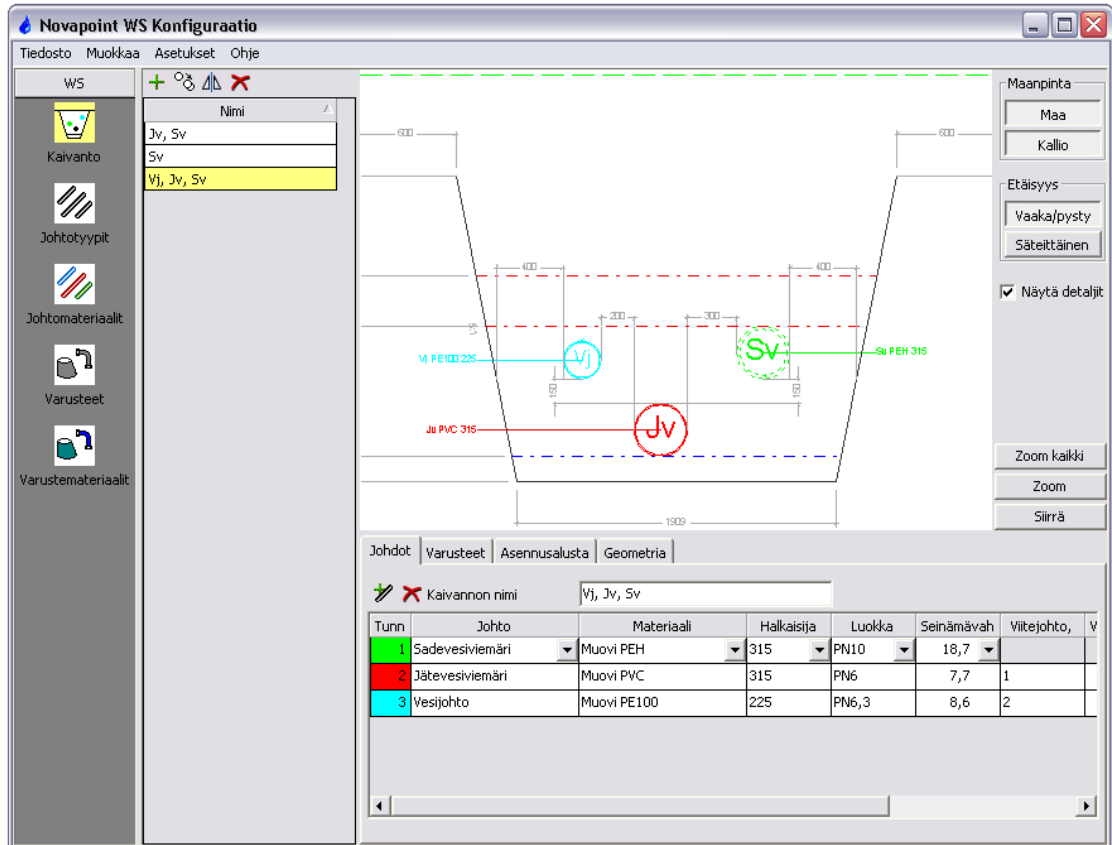 Novapoint WS Konfiguraatio
Tiedosto Muokkaa Asetukset Ohje
WS
Kaivanto
Johtotyypit
Johtomateriaalit
Varusteet
Varustemateriaalit
Nimi
Jv, Sv
Sv
Vj, Jv, Sv
600
600
400
400
200
300
Vj PE100 225
Vj
Sv
Su PEH 315
150
150
Ju PVC 315
Jv
1909
Maanpinta
Maa
Kallio
Etäisyys
Vaaka/pysty
Säteittäinen
Näytä detaljit
Zoom kaikki
Zoom
Siirrä
Johdot Varusteet Asennusalusta Geometria
Kaivannon nimi Vj, Jv, Sv
Tunn Johto Materiaali Halkaisija Luokka Seinämävah Viitejohto, V
1 Sadevesiviemäri Muovi PEH 315 PN10 18,7
2 Jätevesiviemäri Muovi PVC 315 PN6 7,7 1
3 Vesijohto Muovi PE100 225 PN6,3 8,6 2